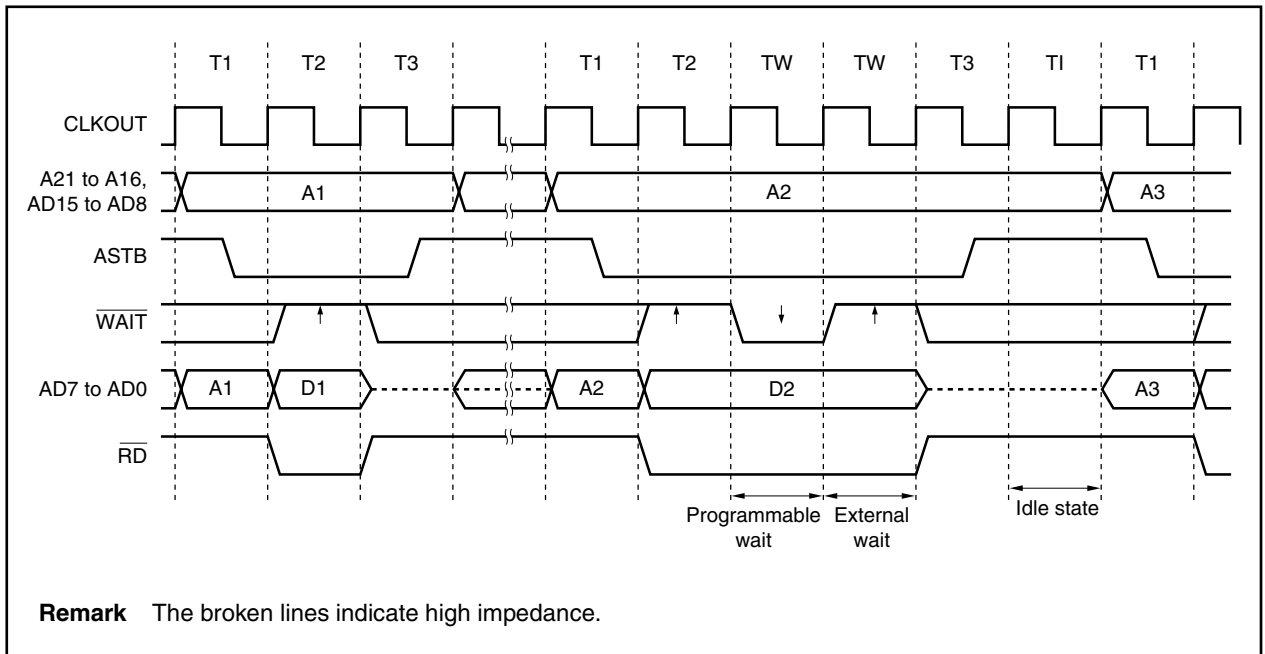 T1 T2 T3 T1 T2 TW TW T3 TI T1
CLKOUT
A21 to A16,
AD15 to AD8
A1 A2 A3
ASTB
WAIT
AD7 to AD0
A1 D1 A2 D2 A3
RD
Programmable
wait
External
wait
Idle state
Remark The broken lines indicate high impedance.